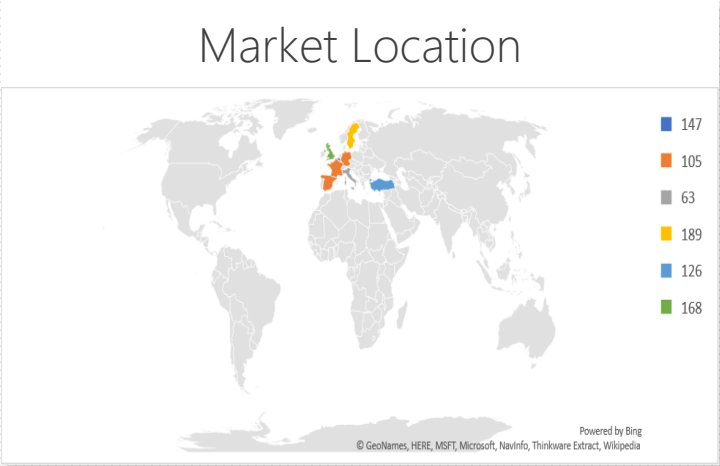 Market Location
147
105
63
189
126
168
Powered by Bing
© GeoNames, HERE, MSFT, Microsoft, NavInfo, Thinkware Extract, Wikipedia